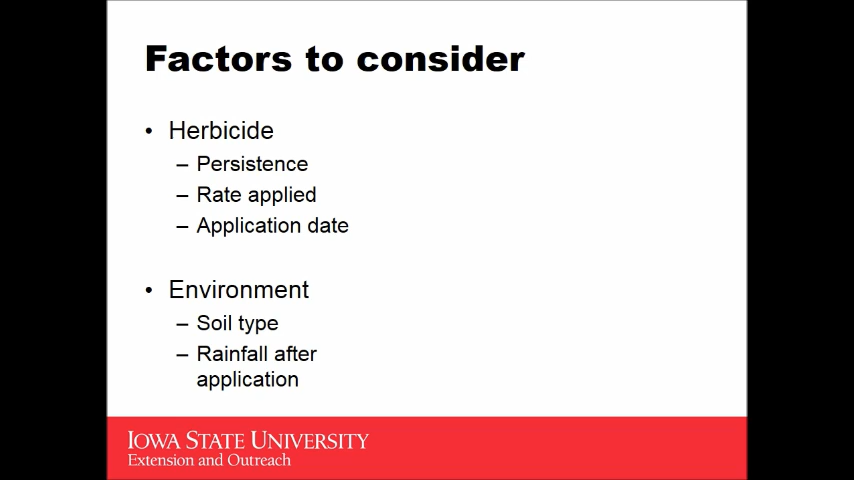 Factors to consider
• Herbicide
– Persistence
– Rate applied
– Application date
• Environment
– Soil type
– Rainfall after
application
IOWA STATE UNIVERSITY
Extension and Outreach